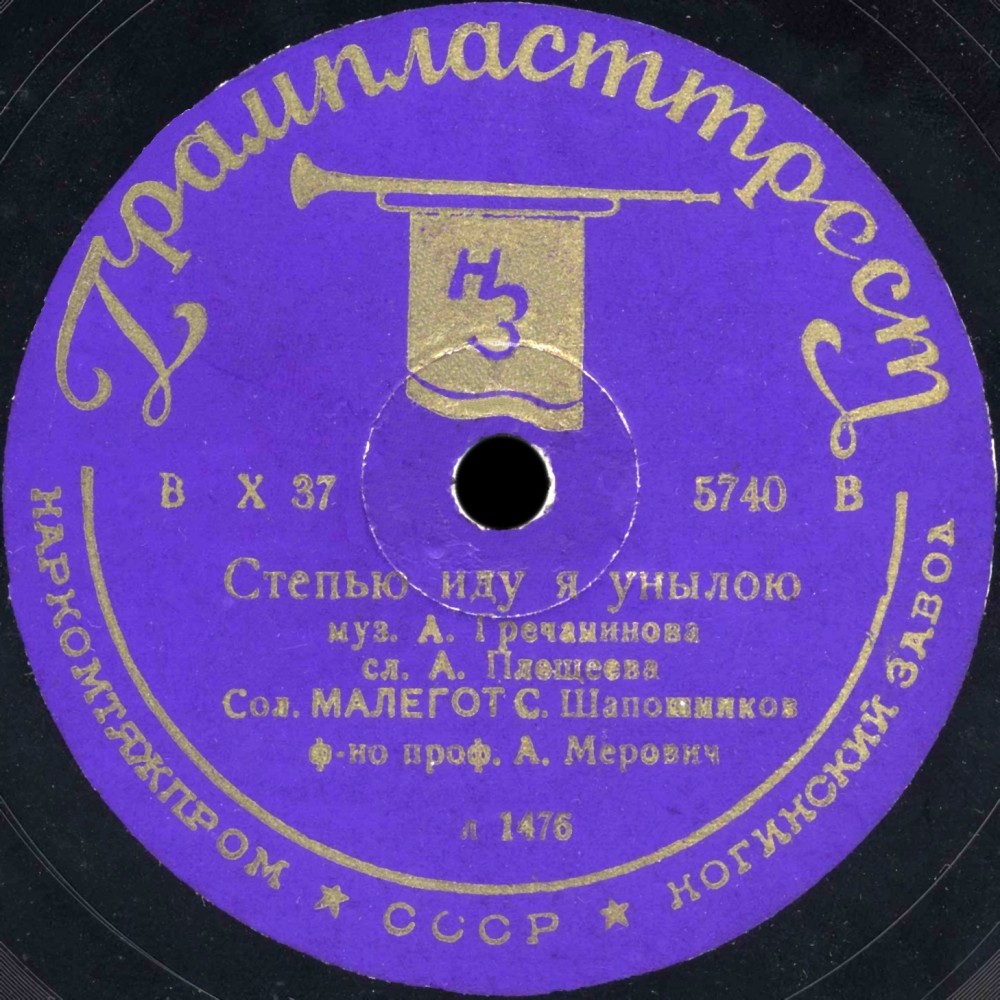 Грампласттрест
НЗ
В Х 37 5740 В
Степью иду я унылою
муз. А. Гречанинова
сл. А. Плещеева
Сол. МАЛЕГОТ С. Шапошников
ф-но проф. А. Мерович
л 1476
НАРКОМТЯЖПРОМ ★ СССР ★ НОГИНСКИЙ ЗАВОД